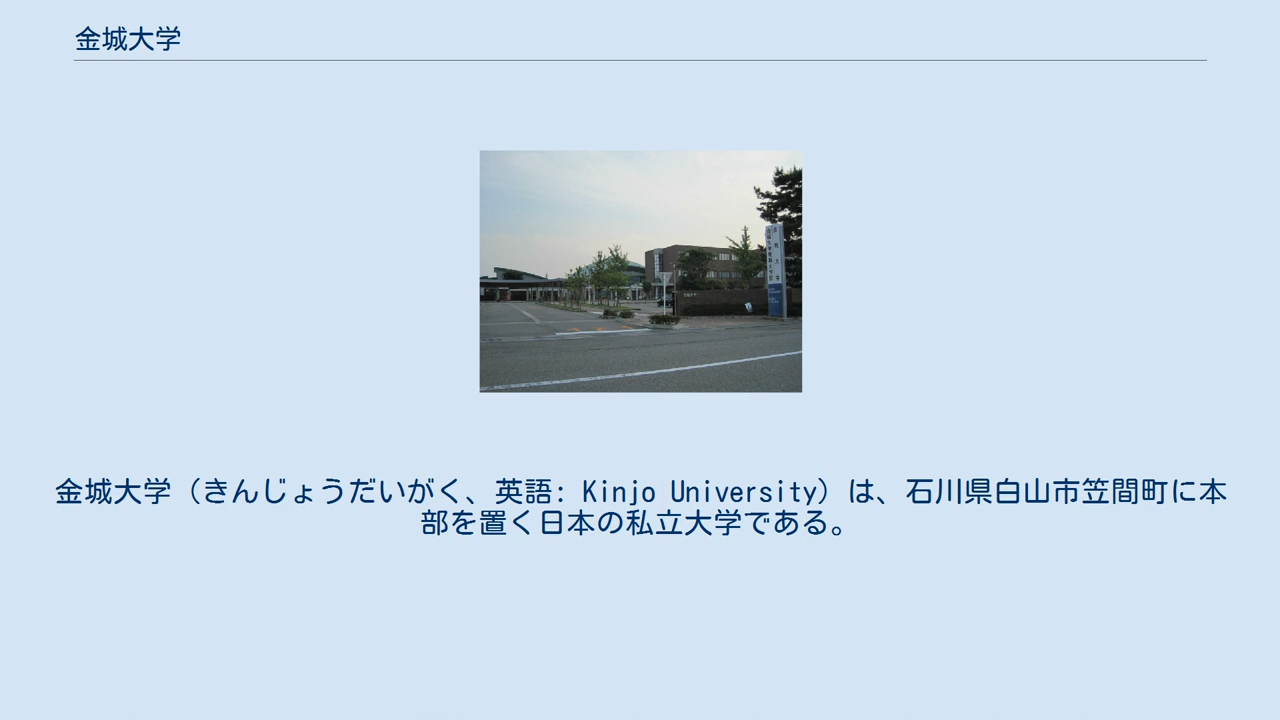 金城大学
金城大学（きんじょうだいがく、英語: Kinjo University）は、石川県白山市笠間町に本
部を置く日本の私立大学である。